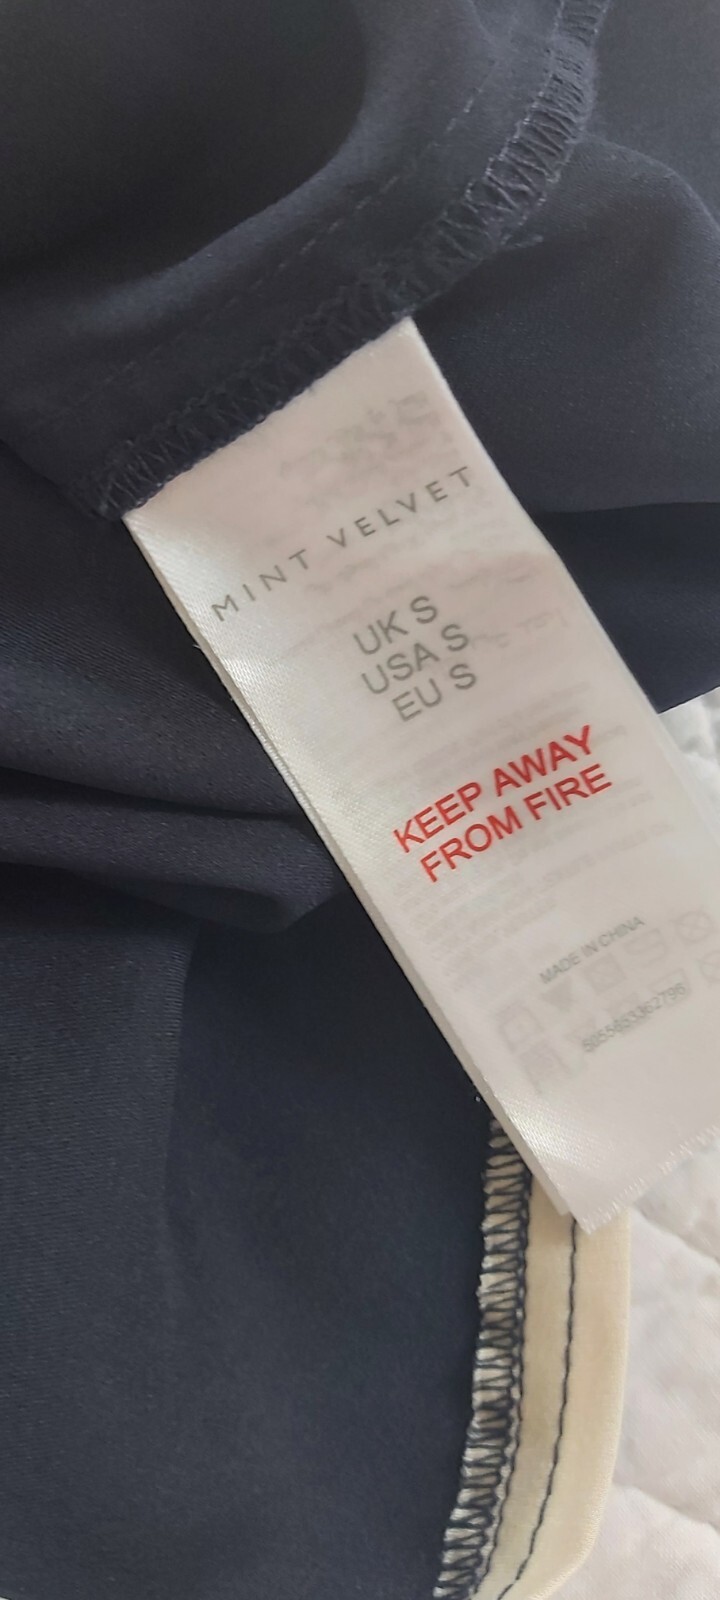 MINT VELVET
UK S
USA S
EU S
KEEP AWAY
FROM FIRE
MADE IN CHINA